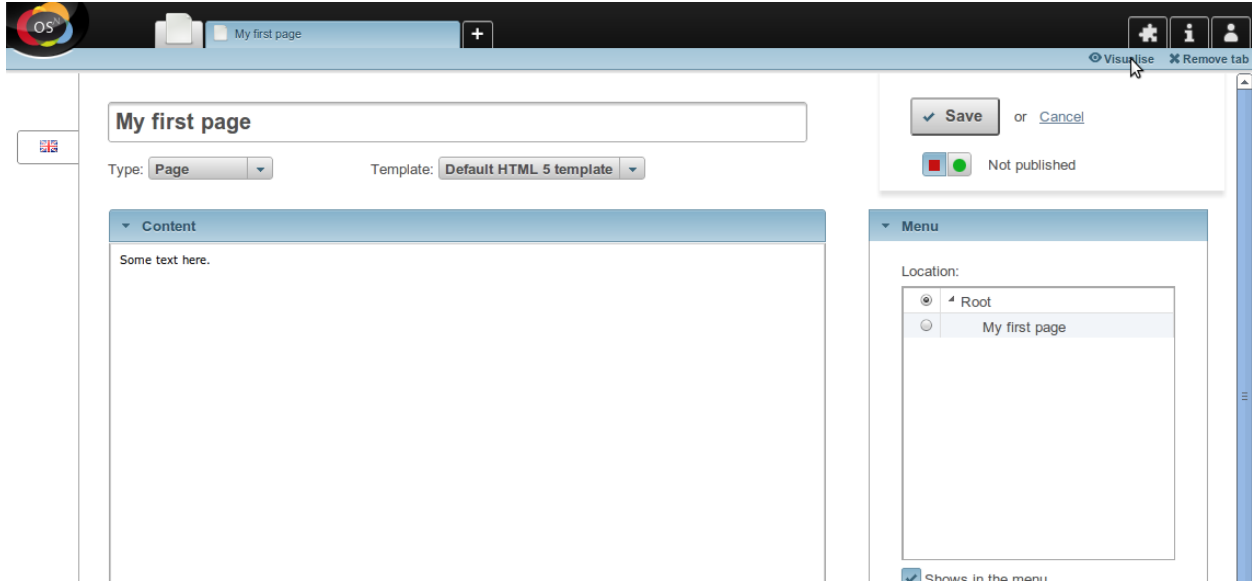 OS
My first page
+
i
Visualise
Remove tab
My first page
Save or Cancel
Type: Page
Template: Default HTML 5 template
Not published
Content
Menu
Some text here.
Location:
Root
My first page
Shows in the menu